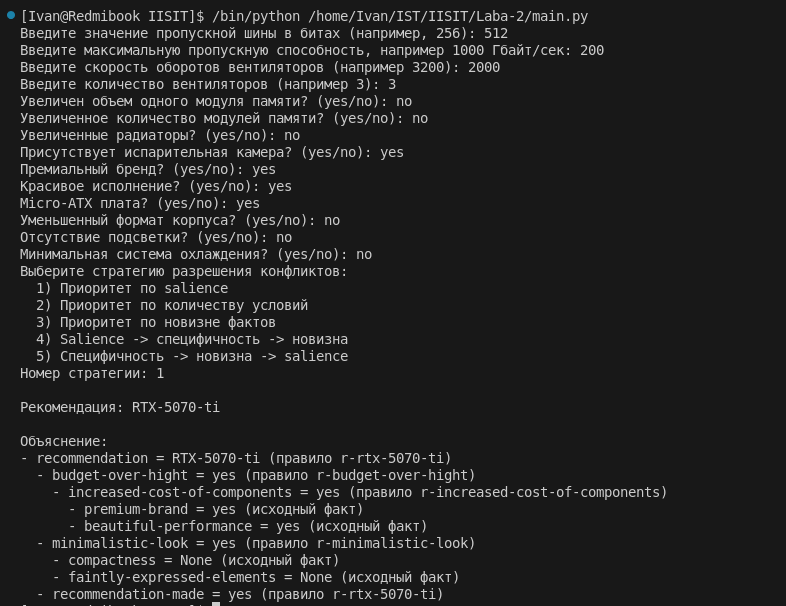 [Ivan@Redmibook IISIT]$ /bin/python /home/Ivan/IST/IISIT/Laba-2/main.py
Введите значение пропускной шины в битах (например, 256): 512
Введите максимальную пропускную способность, например 1000 Гбайт/сек: 200
Введите скорость оборотов вентиляторов (например 3200): 2000
Введите количество вентиляторов (например 3): 3
Увеличен объем одного модуля памяти? (yes/no): no
Увеличенное количество модулей памяти? (yes/no): no
Увеличенные радиаторы? (yes/no): no
Присутствует испарительная камера? (yes/no): yes
Премиальный бренд? (yes/no): yes
Красивое исполнение? (yes/no): yes
Micro-ATX плата? (yes/no): yes
Уменьшенный формат корпуса? (yes/no): no
Отсутствие подсветки? (yes/no): no
Минимальная система охлаждения? (yes/no): no
Выберите стратегию разрешения конфликтов:
1) Приоритет по salience
2) Приоритет по количеству условий
3) Приоритет по новизне фактов
4) Salience -> специфичность -> новизна
5) Специфичность -> новизна -> salience
Номер стратегии: 1
Рекомендация: RTX-5070-ti
Объяснение:
- recommendation = RTX-5070-ti (правило r-rtx-5070-ti)
- budget-over-hight = yes (правило r-budget-over-hight)
- increased-cost-of-components = yes (правило r-increased-cost-of-components)
- premium-brand = yes (исходный факт)
- beautiful-performance = yes (исходный факт)
- minimalistic-look = yes (правило r-minimalistic-look)
- compactness = None (исходный факт)
- faintly-expressed-elements = None (исходный факт)
- recommendation-made = yes (правило r-rtx-5070-ti)